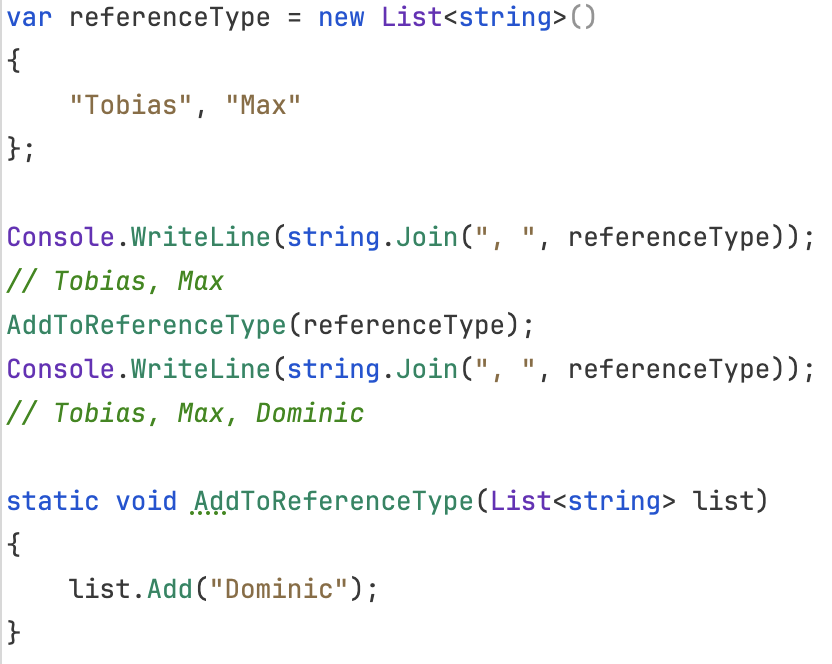 var referenceType = new List<string>()
{
    "Tobias", "Max"
};

Console.WriteLine(string.Join(", ", referenceType));
// Tobias, Max
AddToReferenceType(referenceType);
Console.WriteLine(string.Join(", ", referenceType));
// Tobias, Max, Dominic

static void AddToReferenceType(List<string> list)
{
    list.Add("Dominic");
}